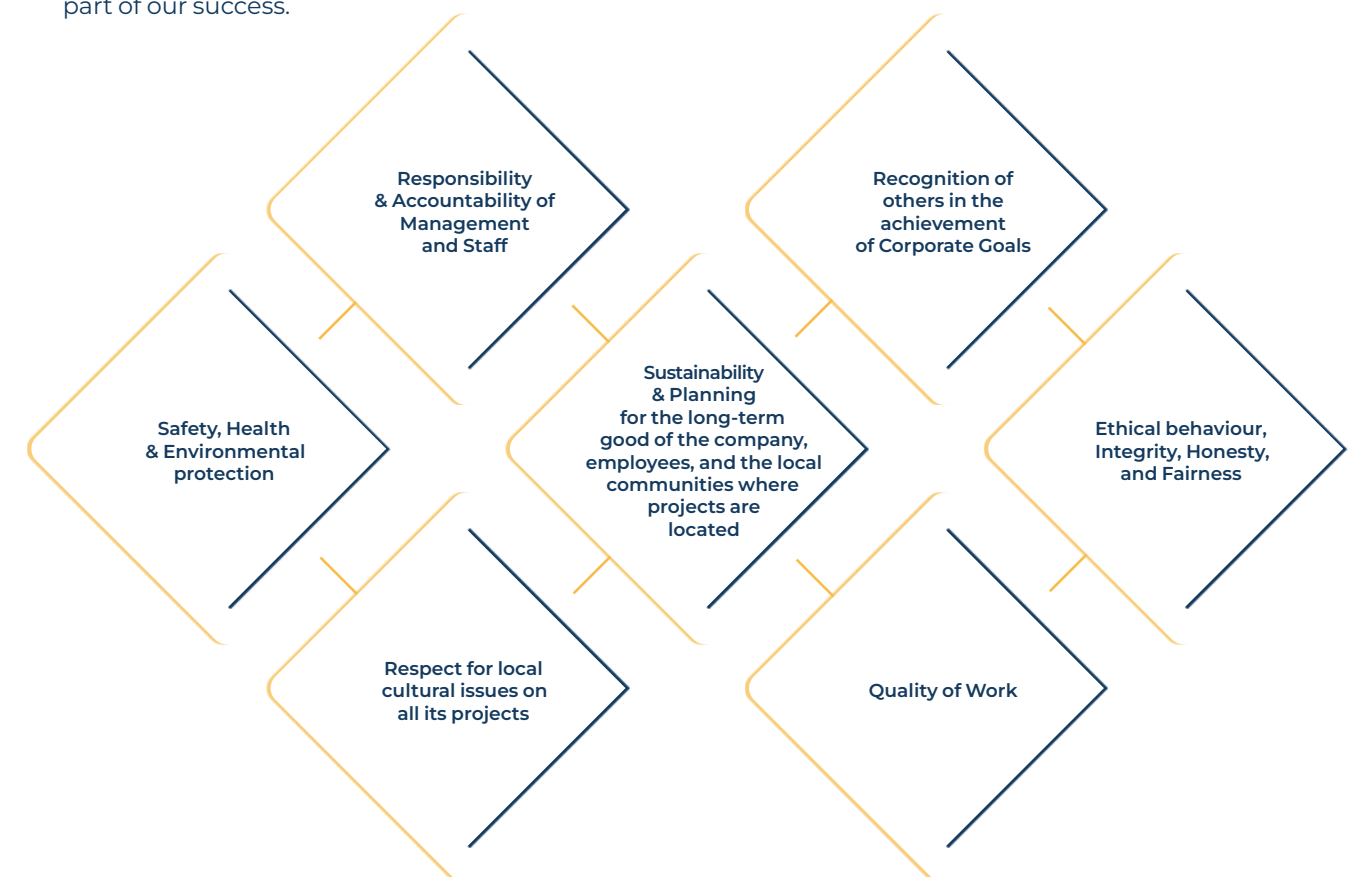 part of our success.
Responsibility
& Accountability of
Management
and Staff
Recognition of
others in the
achievement
of Corporate Goals
Safety, Health
& Environmental
protection
Sustainability
& Planning
for the long-term
good of the company,
employees, and the local
communities where
projects are
located
Ethical behaviour,
Integrity, Honesty,
and Fairness
Respect for local
cultural issues on
all its projects
Quality of Work